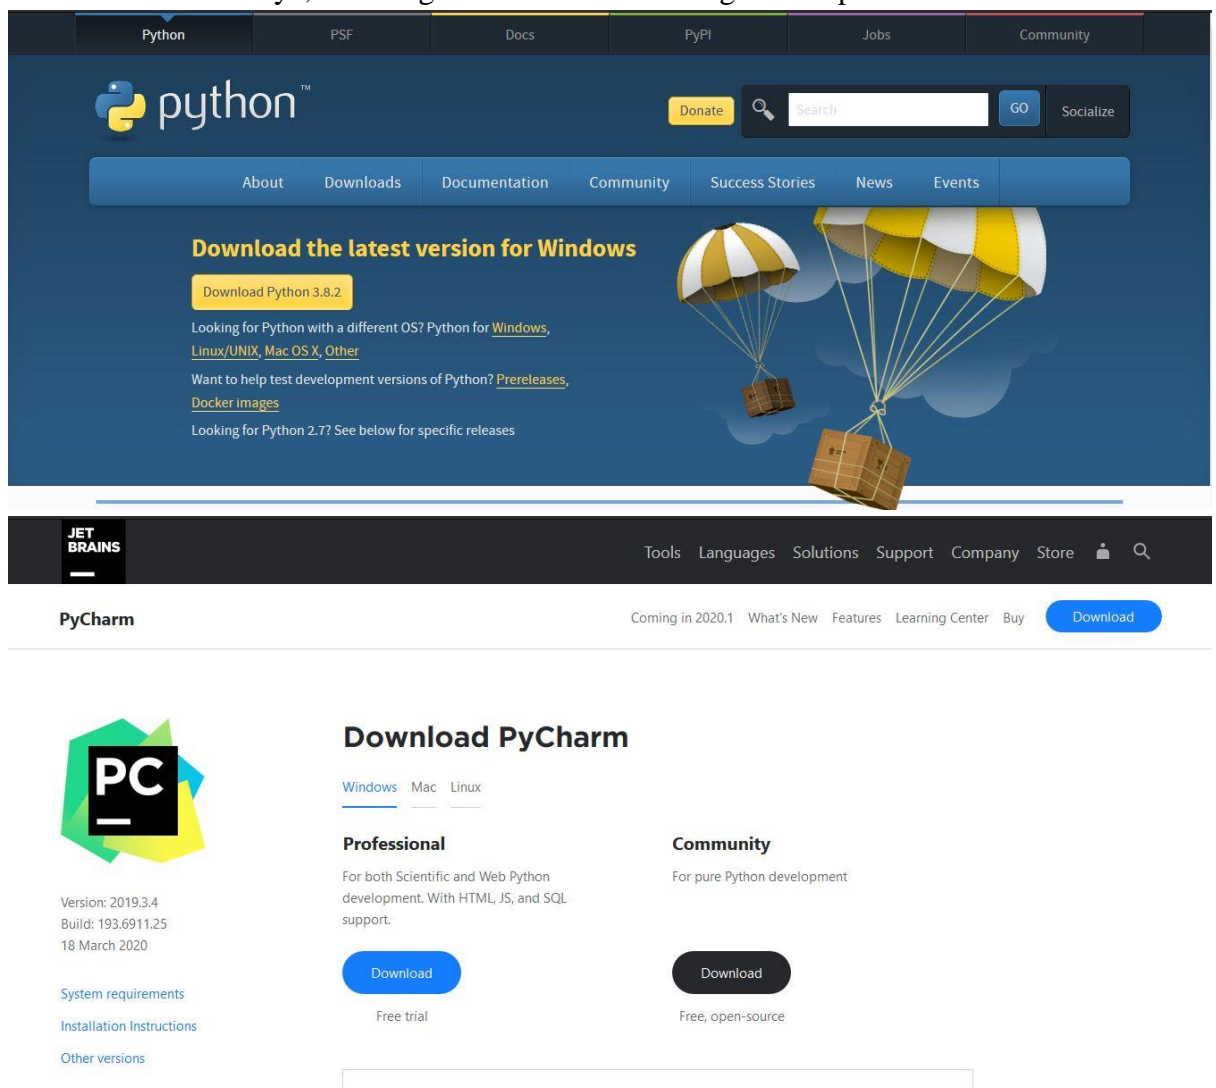 Python PSF Docs PyPI Jobs Community
python™
Donate Search GO Socialize
About Downloads Documentation Community Success Stories News Events
Download the latest version for Windows
Download Python 3.8.2
Looking for Python with a different OS? Python for Windows,
Linux/UNIX, Mac OS X, Other
Want to help test development versions of Python? Prereleases,
Docker images
Looking for Python 2.7? See below for specific releases
JET
BRAINS
Tools Languages Solutions Support Company Store
PyCharm
Coming in 2020.1 What's New Features Learning Center Buy Download
PC
Version: 2019.3.4
Build: 193.6911.25
18 March 2020
System requirements
Installation Instructions
Other versions
Download PyCharm
Windows Mac Linux
Professional
For both Scientific and Web Python
development. With HTML, JS, and SQL
support.
Download
Free trial
Community
For pure Python development
Download
Free, open-source